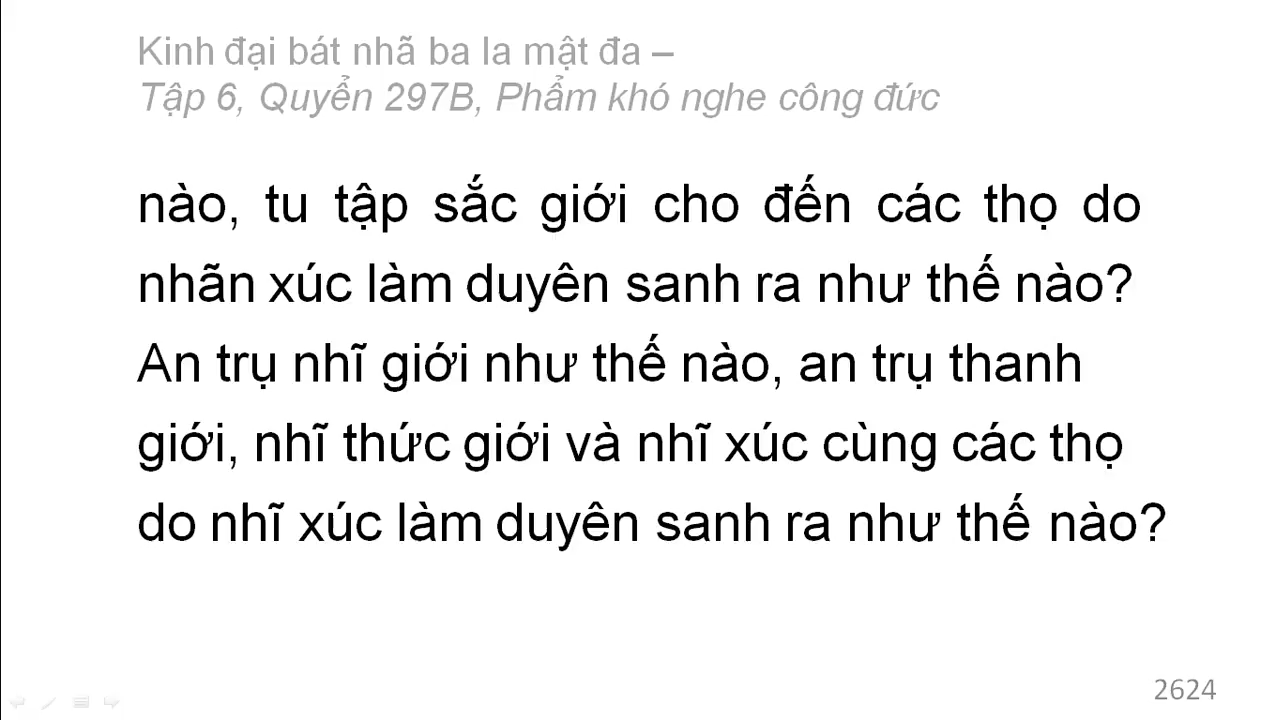 Kinh đại bát nhã ba la mật đa –
Tập 6, Quyển 297B, Phẩm khó nghe công đức
nào, tu tập sắc giới cho đến các thọ do
nhãn xúc làm duyên sanh ra như thế nào?
An trụ nhĩ giới như thế nào, an trụ thanh
giới, nhĩ thức giới và nhĩ xúc cùng các thọ
do nhĩ xúc làm duyên sanh ra như thế nào?
2624